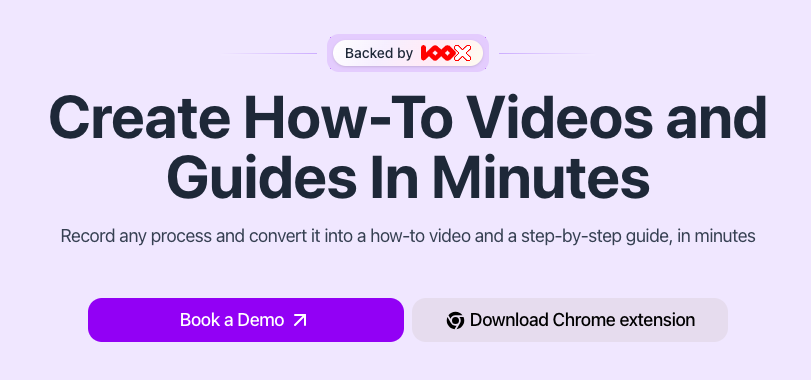 Backed by 100X
Create How-To Videos and
Guides In Minutes
Record any process and convert it into a how-to video and a step-by-step guide, in minutes
Book a Demo
Download Chrome extension